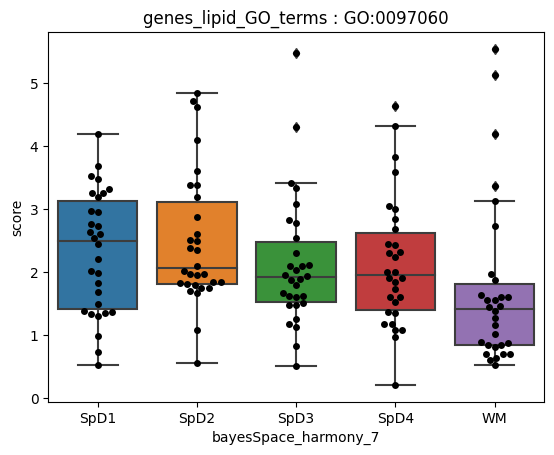 genes_lipid_GO_terms : GO:0097060
score
5
4
3
2
1
0
SpD1 SpD2 SpD3 SpD4 WM
bayesSpace_harmony_7